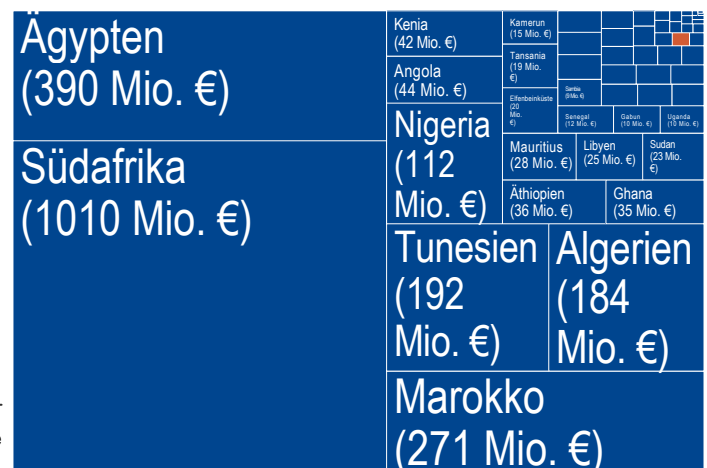 Ägypten
(390 Mio. €)
Südafrika
(1010 Mio. €)
Kenia
(42 Mio. €)
Angola
(44 Mio. €)
Nigeria
(112
Mio. €)
Kamerun
(15 Mio. €)
Tansania
(19 Mio.
€)
Elfenbeinküste
(20
Mio.
€)
Sambia
(9 Mio. €)
Senegal
(12 Mio. €)
Gabun
(10 Mio. €)
Uganda
(10 Mio. €)
Mauritius
(28 Mio. €)
Libyen
(25 Mio. €)
Sudan
(23 Mio.
€)
Äthiopien
(36 Mio. €)
Ghana
(35 Mio. €)
Tunesien
(192
Mio. €)
Algerien
(184
Mio. €)
Marokko
(271 Mio. €)